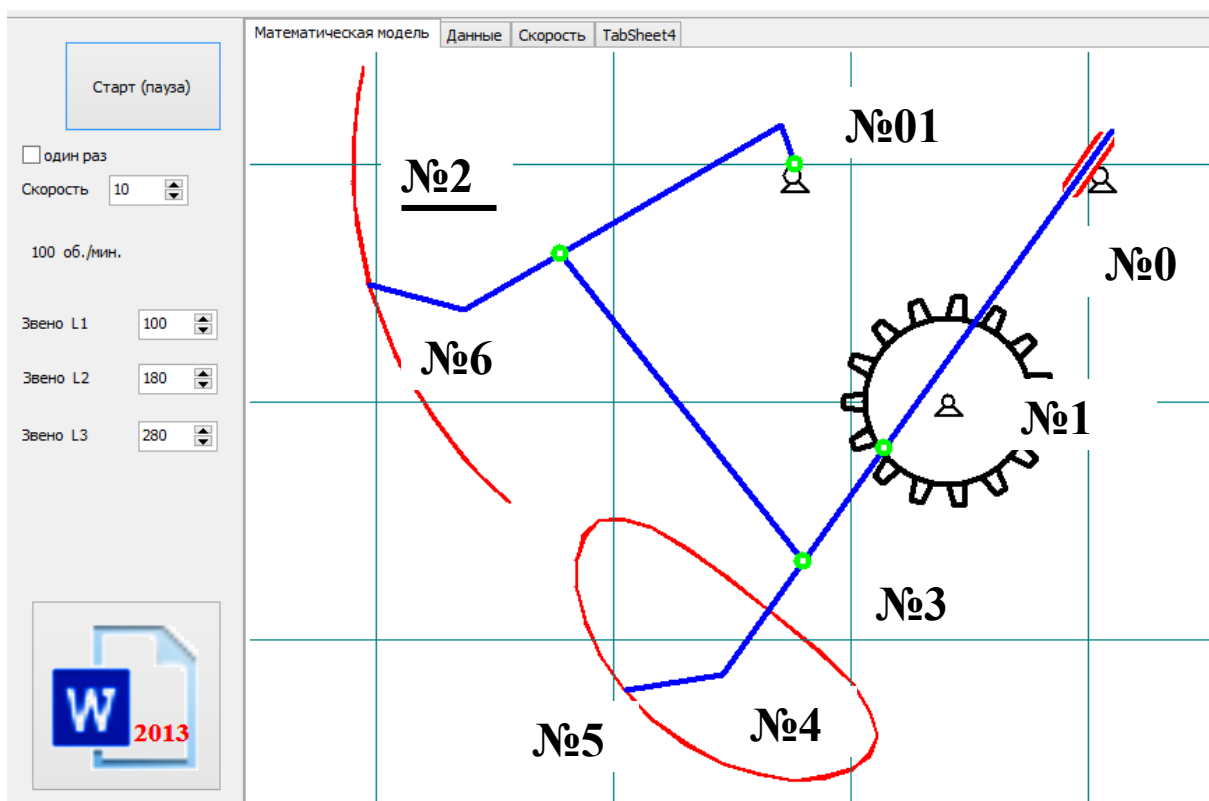 Математическая модель Данные Скорость TabSheet4
Старт (пауза)
один раз
Скорость 10
100 об./мин.
Звено L1 100
Звено L2 180
Звено L3 280
W 2013
№01
№2
№0
№6
№1
№3
№4
№5